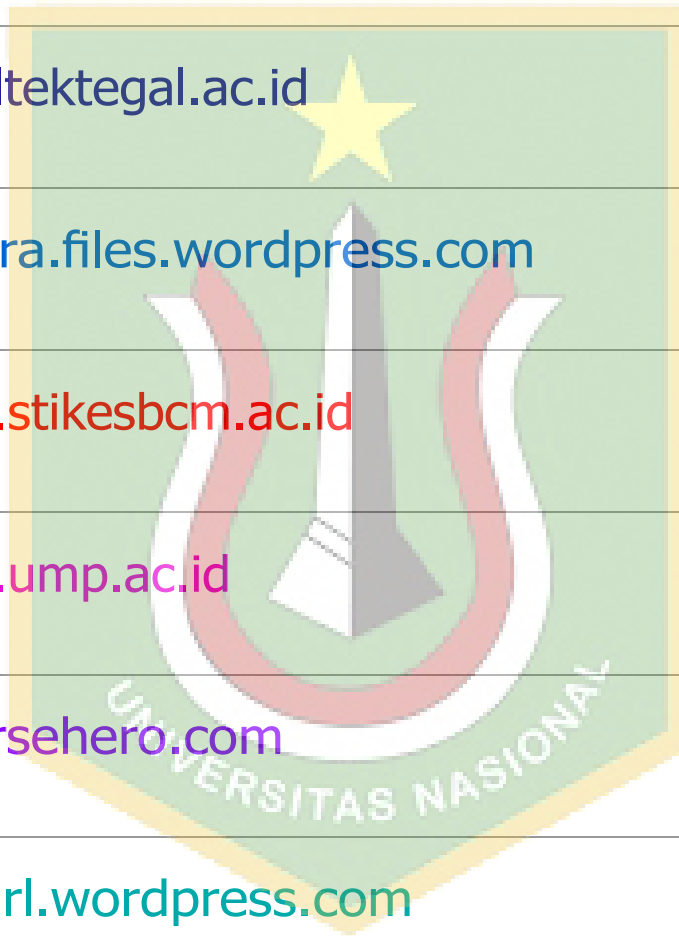 ltektegal.ac.id
ra.files.wordpress.com
.stikesbcm.ac.id
.ump.ac.id
rsehero.com
UNIVERSITAS NASIONAL
rl.wordpress.com